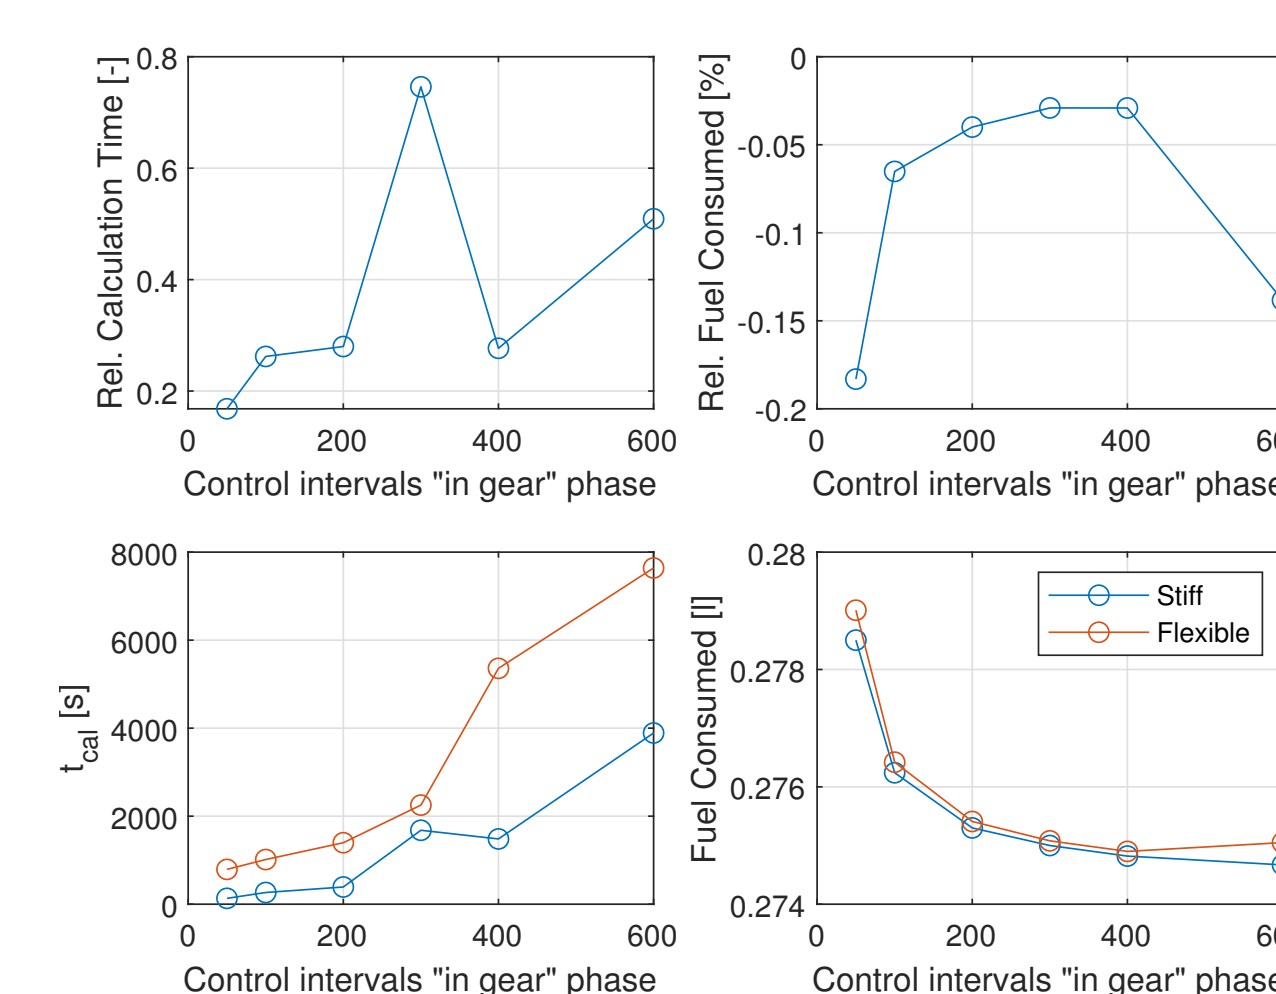 Rel. Calculation Time [-]
0.8
0.6
0.4
0.2
0 200 400 600
Control intervals "in gear" phase
Rel. Fuel Consumed [%]
0
-0.05
-0.1
-0.15
-0.2
0 200 400 60
Control intervals "in gear" phase
t_cal [s]
8000
6000
4000
2000
0
0 200 400 600
Control intervals "in gear" phase
Fuel Consumed [l]
0.28
0.278
0.276
0.274
0 200 400 60
Control intervals "in gear" phase
Stiff
Flexible